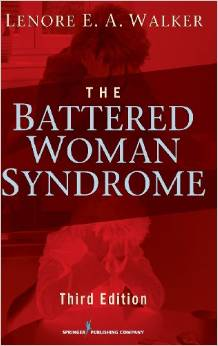 LENORE E. A. WALKER
THE
BATTERED
WOMAN
SYNDROME
Third Edition
SPRINGER PUBLISHING COMPANY